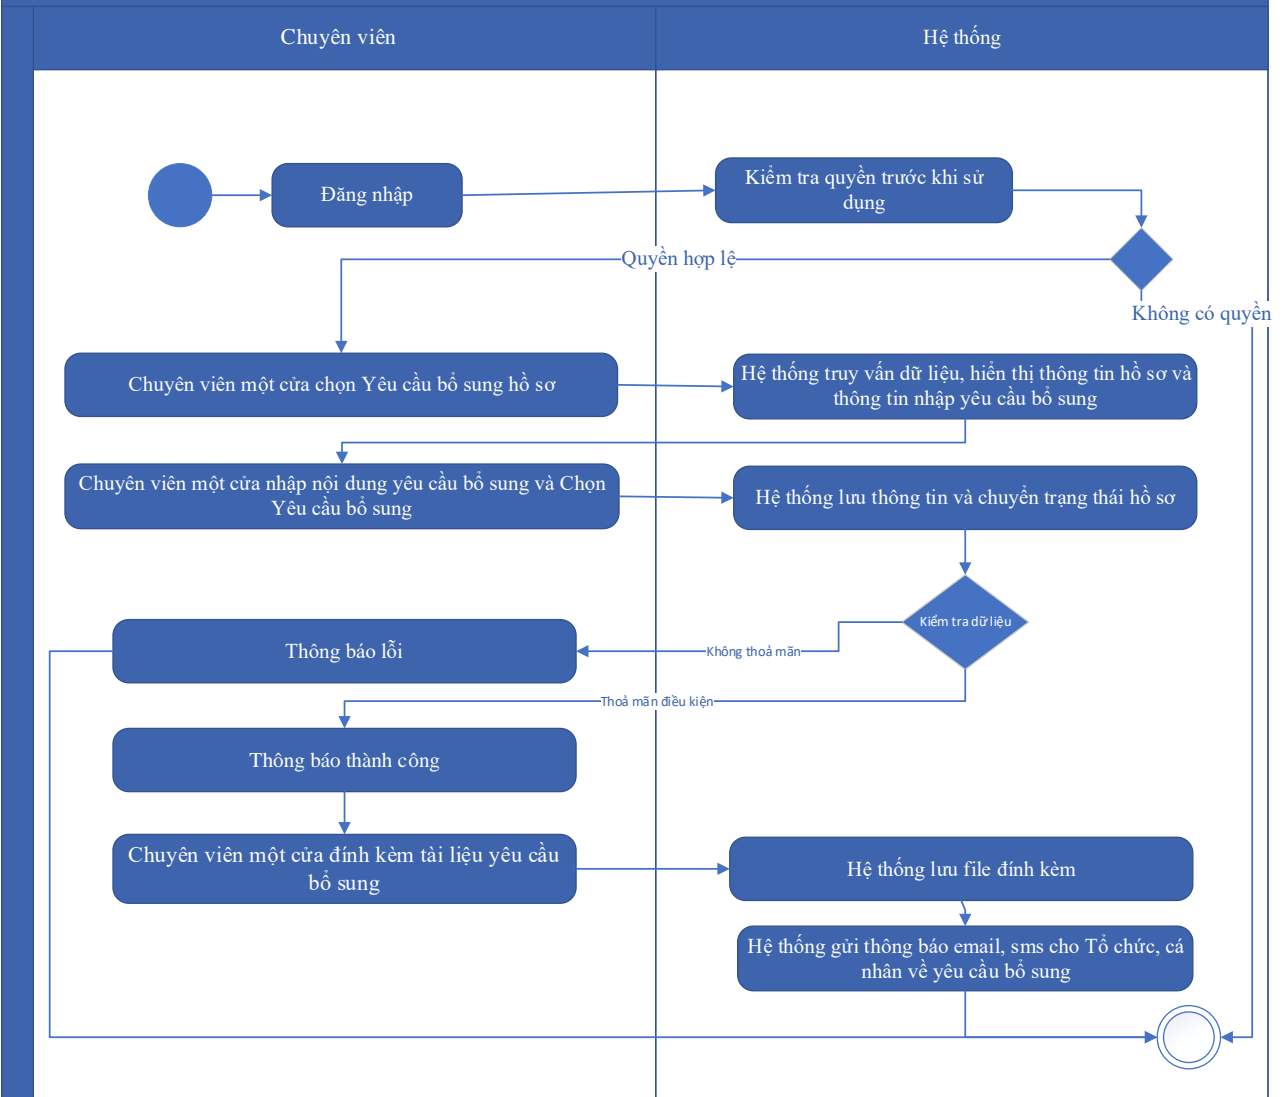 Chuyên viên
Hệ thống
Đăng nhập
Kiểm tra quyền trước khi sử
dụng
Quyền hợp lệ
Không có quyền
Chuyên viên một cửa chọn Yêu cầu bổ sung hồ sơ
Hệ thống truy vấn dữ liệu, hiển thị thông tin hồ sơ và
thông tin nhập yêu cầu bổ sung
Chuyên viên một cửa nhập nội dung yêu cầu bổ sung và Chọn
Yêu cầu bổ sung
Hệ thống lưu thông tin và chuyển trạng thái hồ sơ
Kiểm tra dữ liệu
Thông báo lỗi
Không thoả mãn
Thoả mãn điều kiện
Thông báo thành công
Chuyên viên một cửa đính kèm tài liệu yêu cầu
bổ sung
Hệ thống lưu file đính kèm
Hệ thống gửi thông báo email, sms cho Tổ chức, cá
nhân về yêu cầu bổ sung